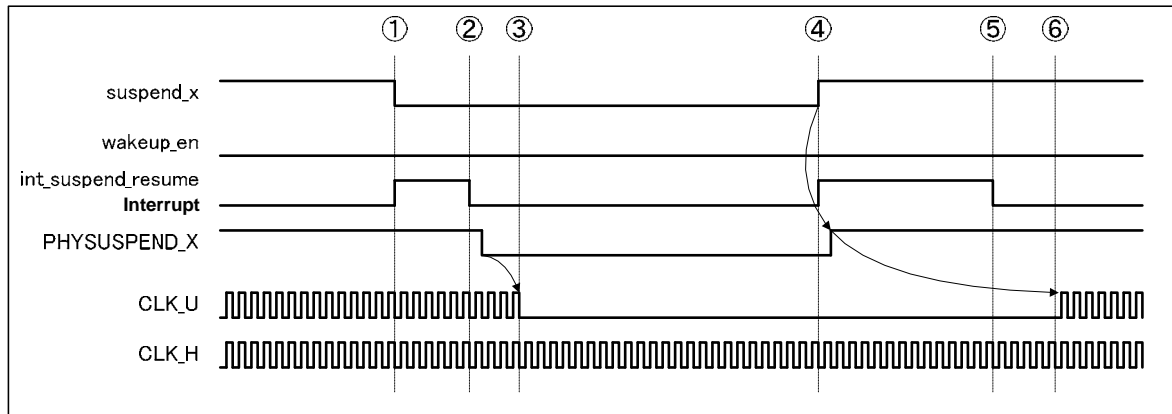 ① ② ③ ④ ⑤ ⑥
suspend_x
wakeup_en
int_suspend_resume
Interrupt
PHYSUSPEND_X
CLK_U
CLK_H